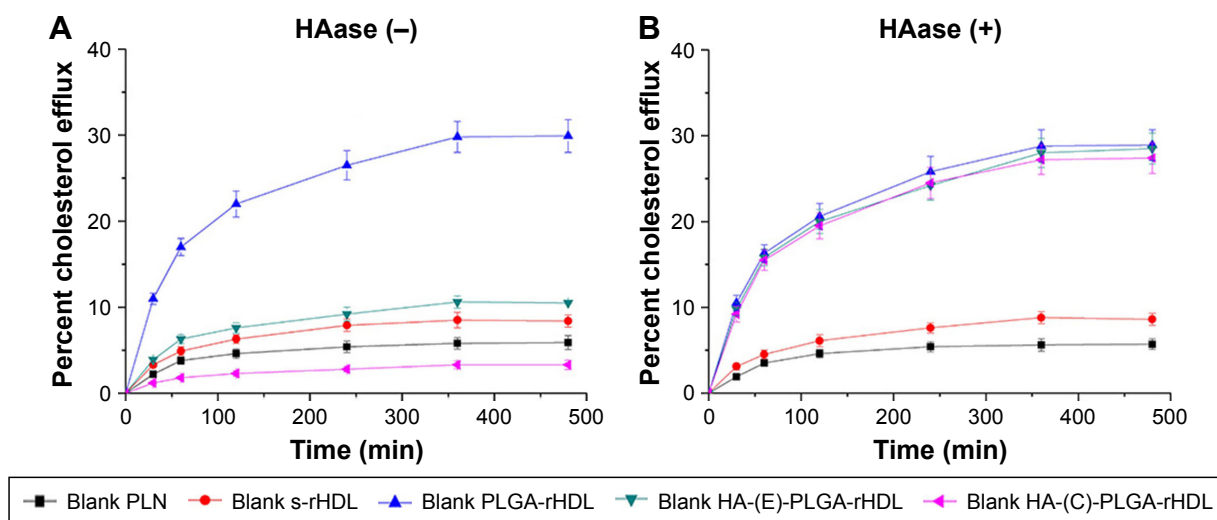 A
HAase (–)
Percent cholesterol efflux
40
30
20
10
0
0
100
200
300
400
500
Time (min)
B
HAase (+)
Percent cholesterol efflux
40
30
20
10
0
0
100
200
300
400
500
Time (min)
Blank PLN Blank s-rHDL Blank PLGA-rHDL Blank HA-(E)-PLGA-rHDL Blank HA-(C)-PLGA-rHDL